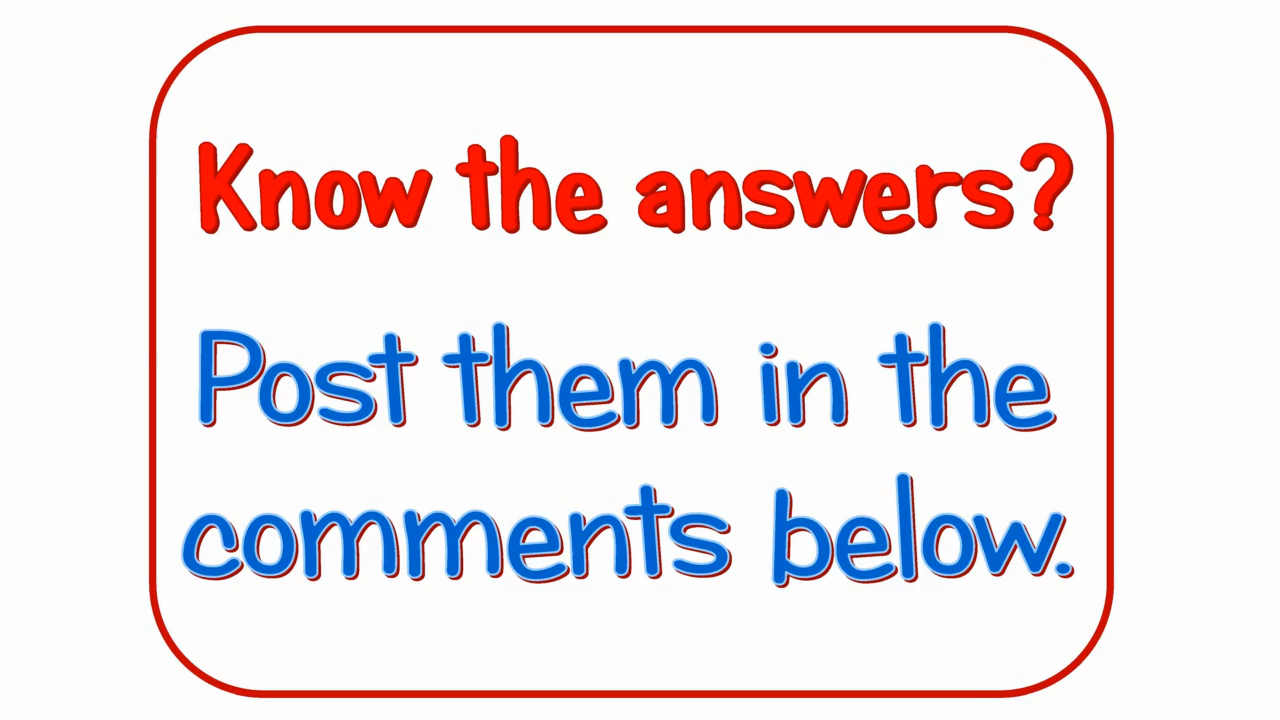 Know the answers?
Post them in the
comments below.